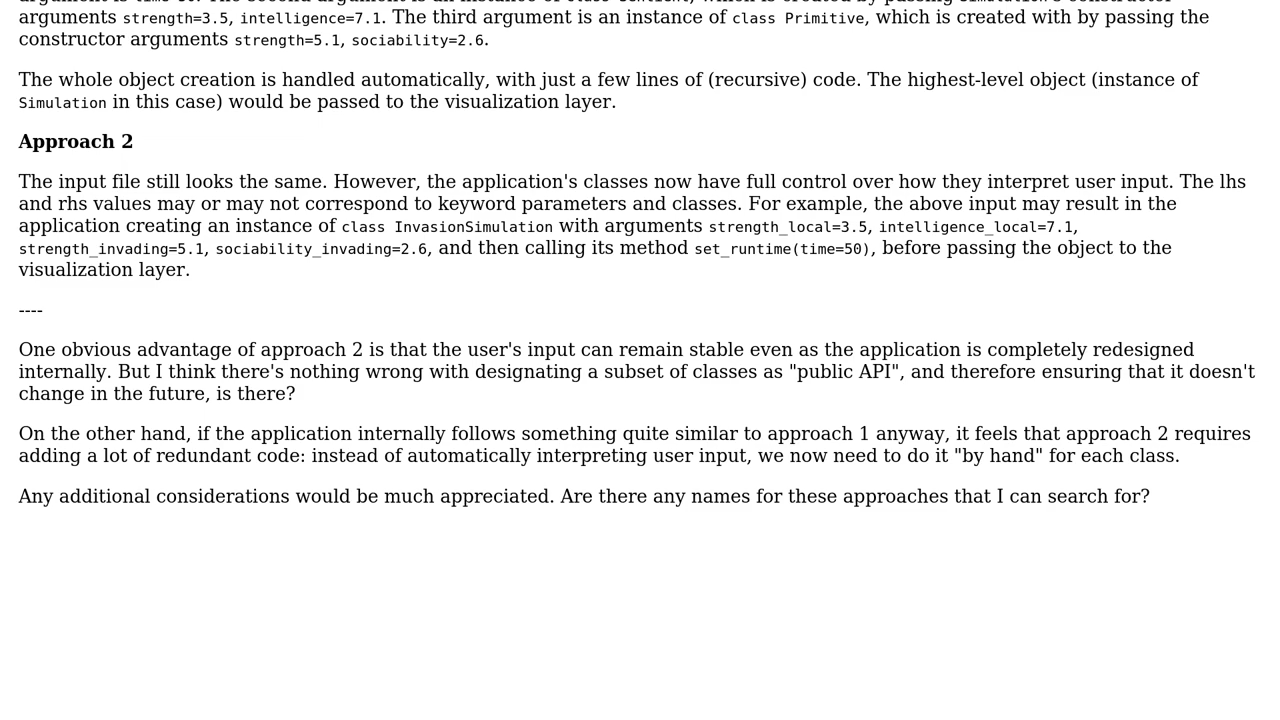 arguments strength=3.5, intelligence=7.1. The third argument is an instance of class Primitive, which is created with by passing the
constructor arguments strength=5.1, sociability=2.6.
The whole object creation is handled automatically, with just a few lines of (recursive) code. The highest-level object (instance of
Simulation in this case) would be passed to the visualization layer.
Approach 2
The input file still looks the same. However, the application's classes now have full control over how they interpret user input. The lhs
and rhs values may or may not correspond to keyword parameters and classes. For example, the above input may result in the
application creating an instance of class InvasionSimulation with arguments strength_local=3.5, intelligence_local=7.1,
strength_invading=5.1, sociability_invading=2.6, and then calling its method set_runtime(time=50), before passing the object to the
visualization layer.
----
One obvious advantage of approach 2 is that the user's input can remain stable even as the application is completely redesigned
internally. But I think there's nothing wrong with designating a subset of classes as "public API", and therefore ensuring that it doesn't
change in the future, is there?
On the other hand, if the application internally follows something quite similar to approach 1 anyway, it feels that approach 2 requires
adding a lot of redundant code: instead of automatically interpreting user input, we now need to do it "by hand" for each class.
Any additional considerations would be much appreciated. Are there any names for these approaches that I can search for?